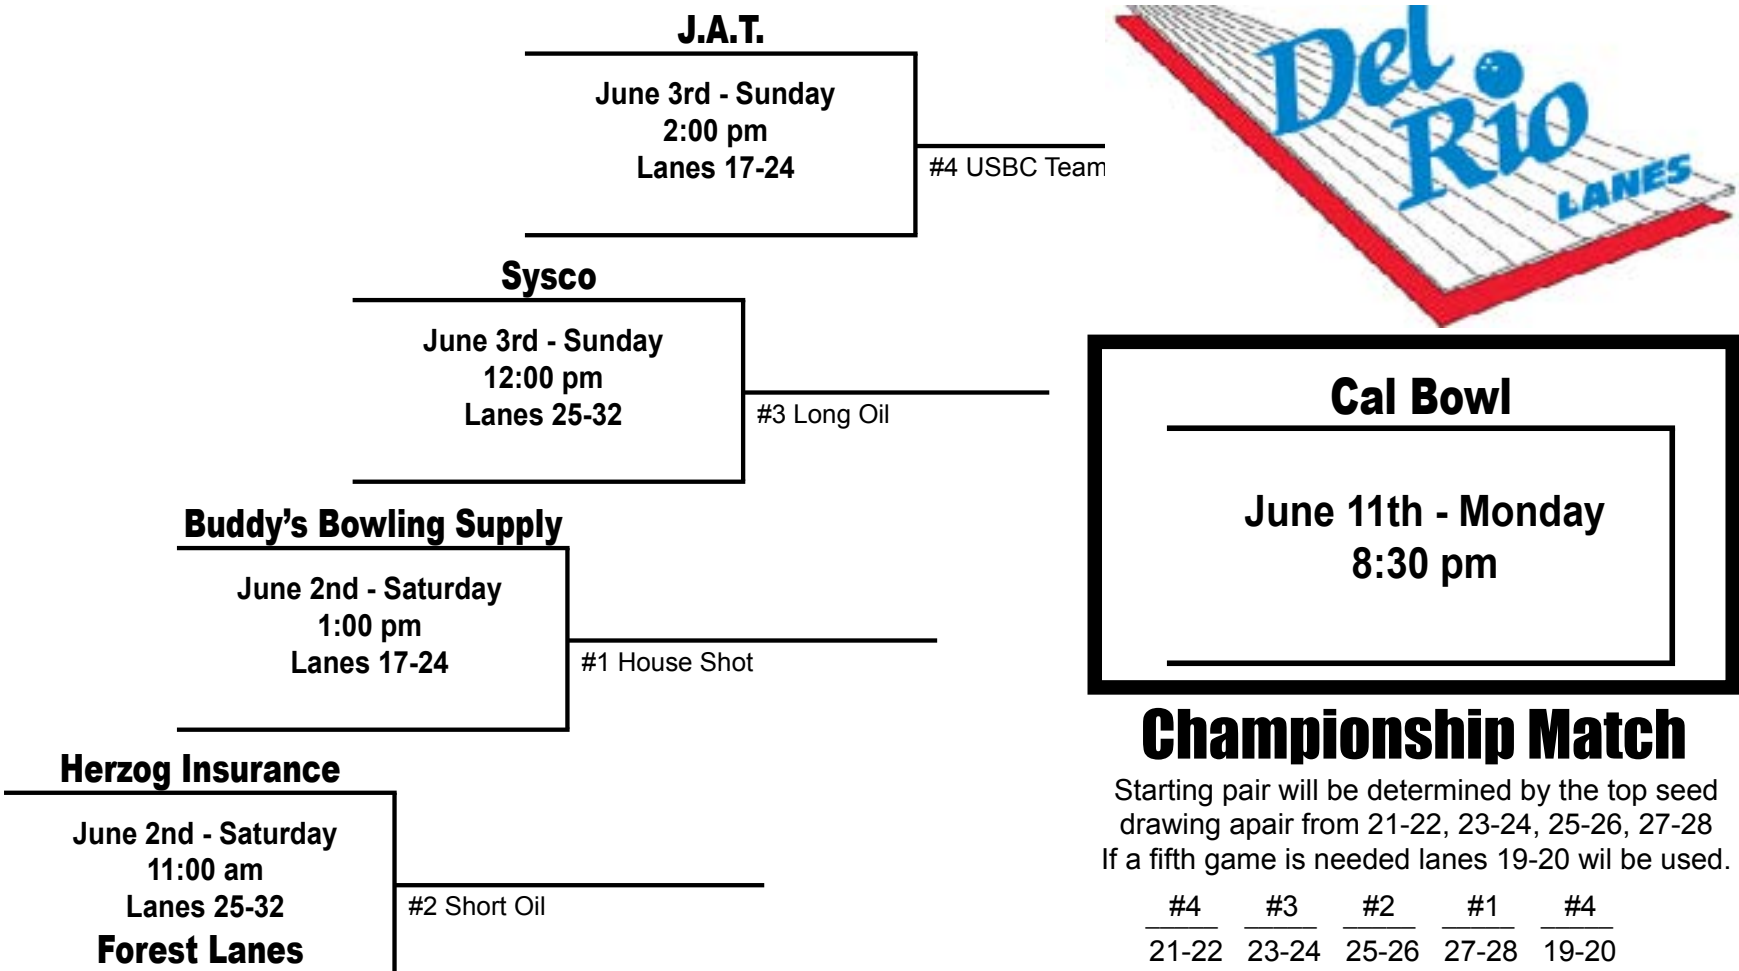 J.A.T.
June 3rd - Sunday
2:00 pm
Lanes 17-24
#4 USBC Team
Sysco
June 3rd - Sunday
12:00 pm
Lanes 25-32
#3 Long Oil
Buddy’s Bowling Supply
June 2nd - Saturday
1:00 pm
Lanes 17-24
#1 House Shot
Herzog Insurance
June 2nd - Saturday
11:00 am
Lanes 25-32
#2 Short Oil
Forest Lanes
Del
Rio
LANES
Cal Bowl
June 11th - Monday
8:30 pm
Championship Match
Starting pair will be determined by the top seed
drawing apair from 21-22, 23-24, 25-26, 27-28
If a fifth game is needed lanes 19-20 wil be used.
#4 #3 #2 #1 #4
21-22 23-24 25-26 27-28 19-20